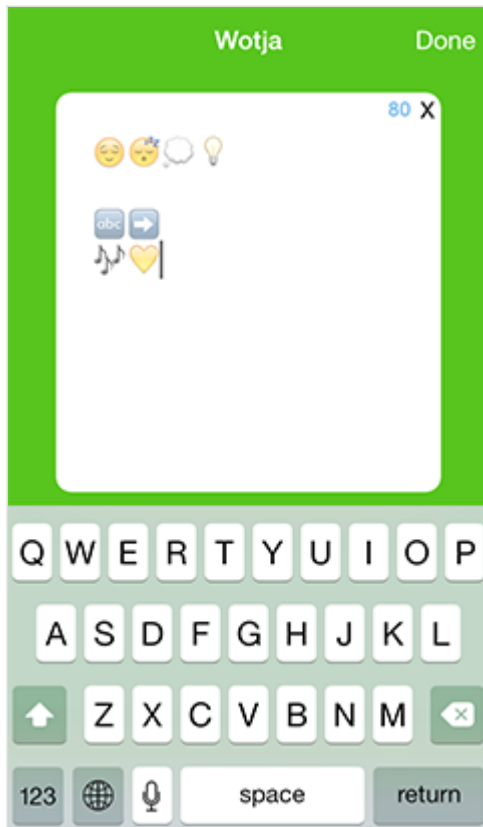 Wotja Done
80 X
😌😴💭💡
🔤➡️
🎶💛
Q W E R T Y U I O P
A S D F G H J K L
Z X C V B N M
123 space return